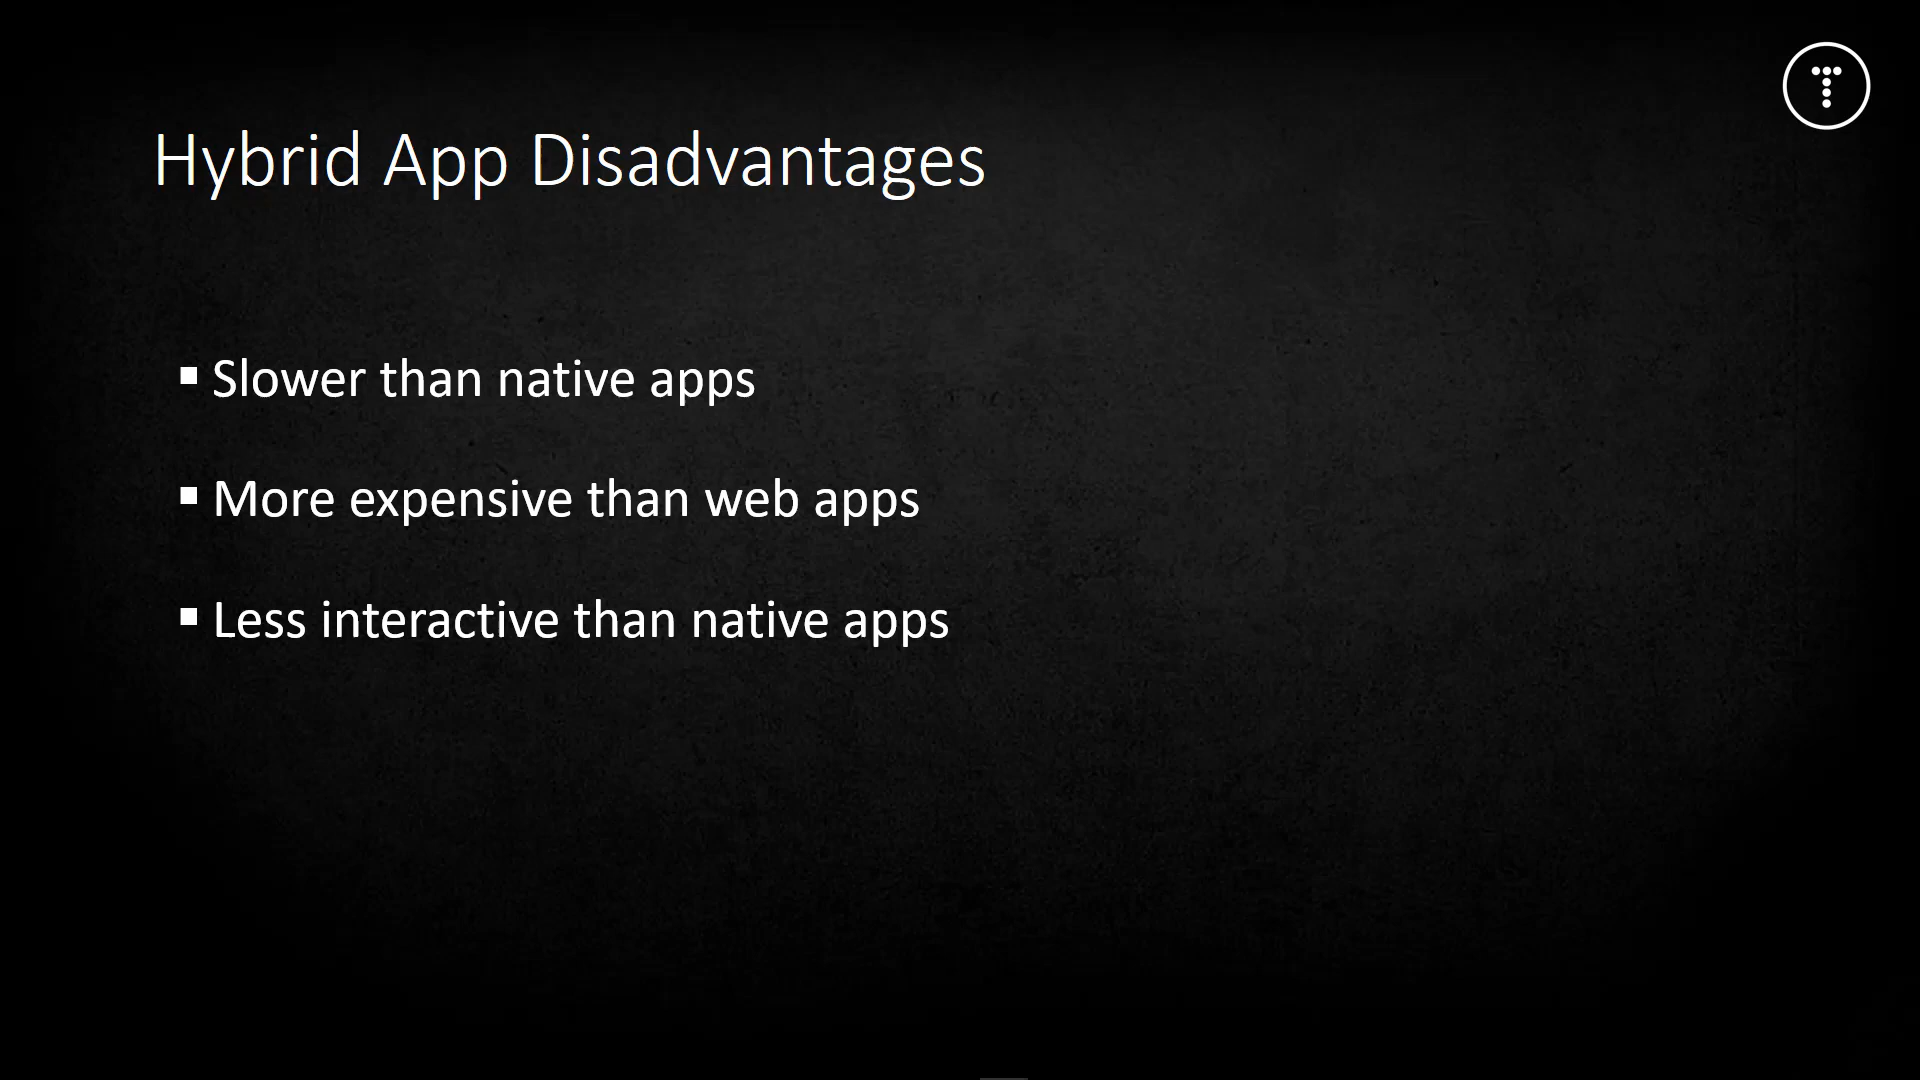 Hybrid App Disadvantages
▪ Slower than native apps
▪ More expensive than web apps
▪ Less interactive than native apps